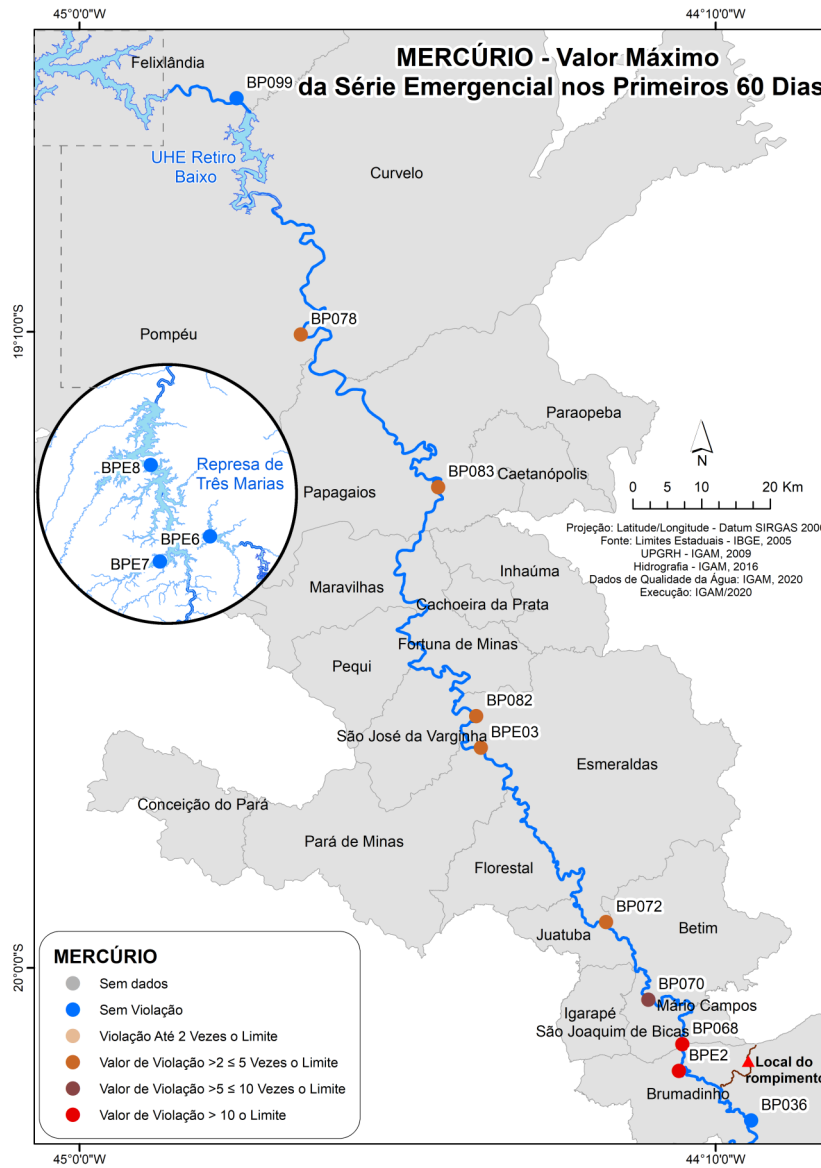 45°0'0"W
44°10'0"W
MERCÚRIO - Valor Máximo
da Série Emergencial nos Primeiros 60 Dias
Felixlândia
BP099
UHE Retiro
Baixo
Curvelo
19°10'0"S
BP078
Pompéu
Paraopeba
BP083
Caetanópolis
N
BPE8
Represa de
Três Marias
Papagaios
0 5 10 20 Km
BPE6
BPE7
Projeção: Latitude/Longitude - Datum SIRGAS 2000
Fonte: Limites Estaduais - IBGE, 2005
UPGRH - IGAM, 2009
Hidrografia - IGAM, 2016
Dados de Qualidade da Água: IGAM, 2020
Execução: IGAM/2020
Inhaúma
Maravilhas
Cachoeira da Prata
Fortuna de Minas
Pequi
BP082
São José da Varginha
BPE03
Esmeraldas
Conceição do Pará
Pará de Minas
Florestal
BP072
Juatuba
Betim
20°0'0"S
BP070
Mário Campos
Igarapé
São Joaquim de Bicas
BP068
BPE2
Local do
rompimento
Brumadinho
BP036
MERCÚRIO
Sem dados
Sem Violação
Violação Até 2 Vezes o Limite
Valor de Violação >2 ≤ 5 Vezes o Limite
Valor de Violação >5 ≤ 10 Vezes o Limite
Valor de Violação > 10 o Limite
45°0'0"W
44°10'0"W